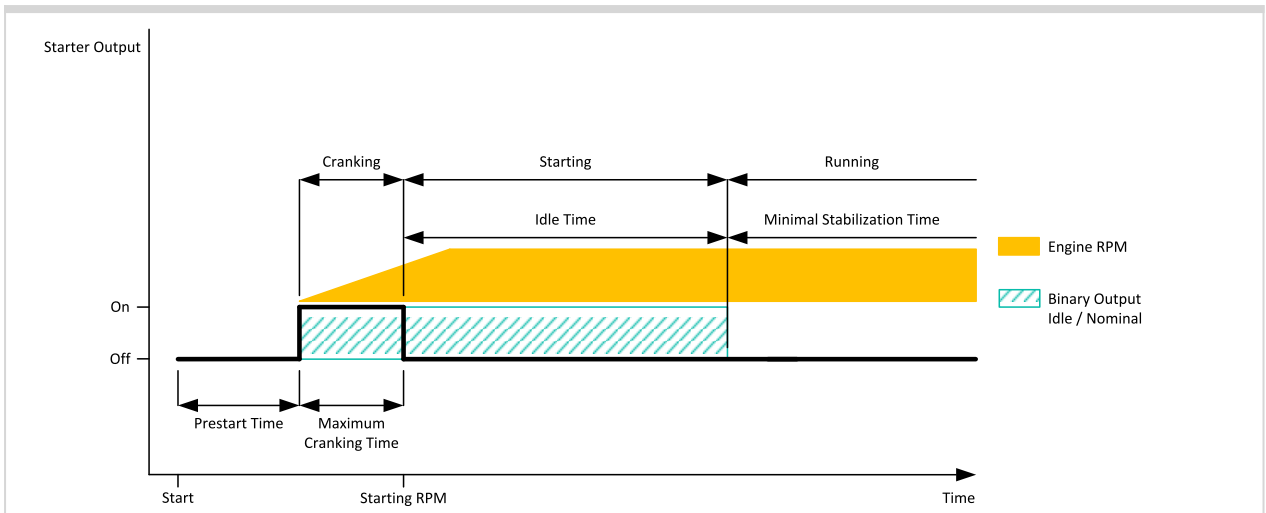 Starter Output
Cranking
Starting
Running
Idle Time
Minimal Stabilization Time
Engine RPM
Binary Output
Idle / Nominal
On
Off
Prestart Time
Maximum
Cranking Time
Start
Starting RPM
Time